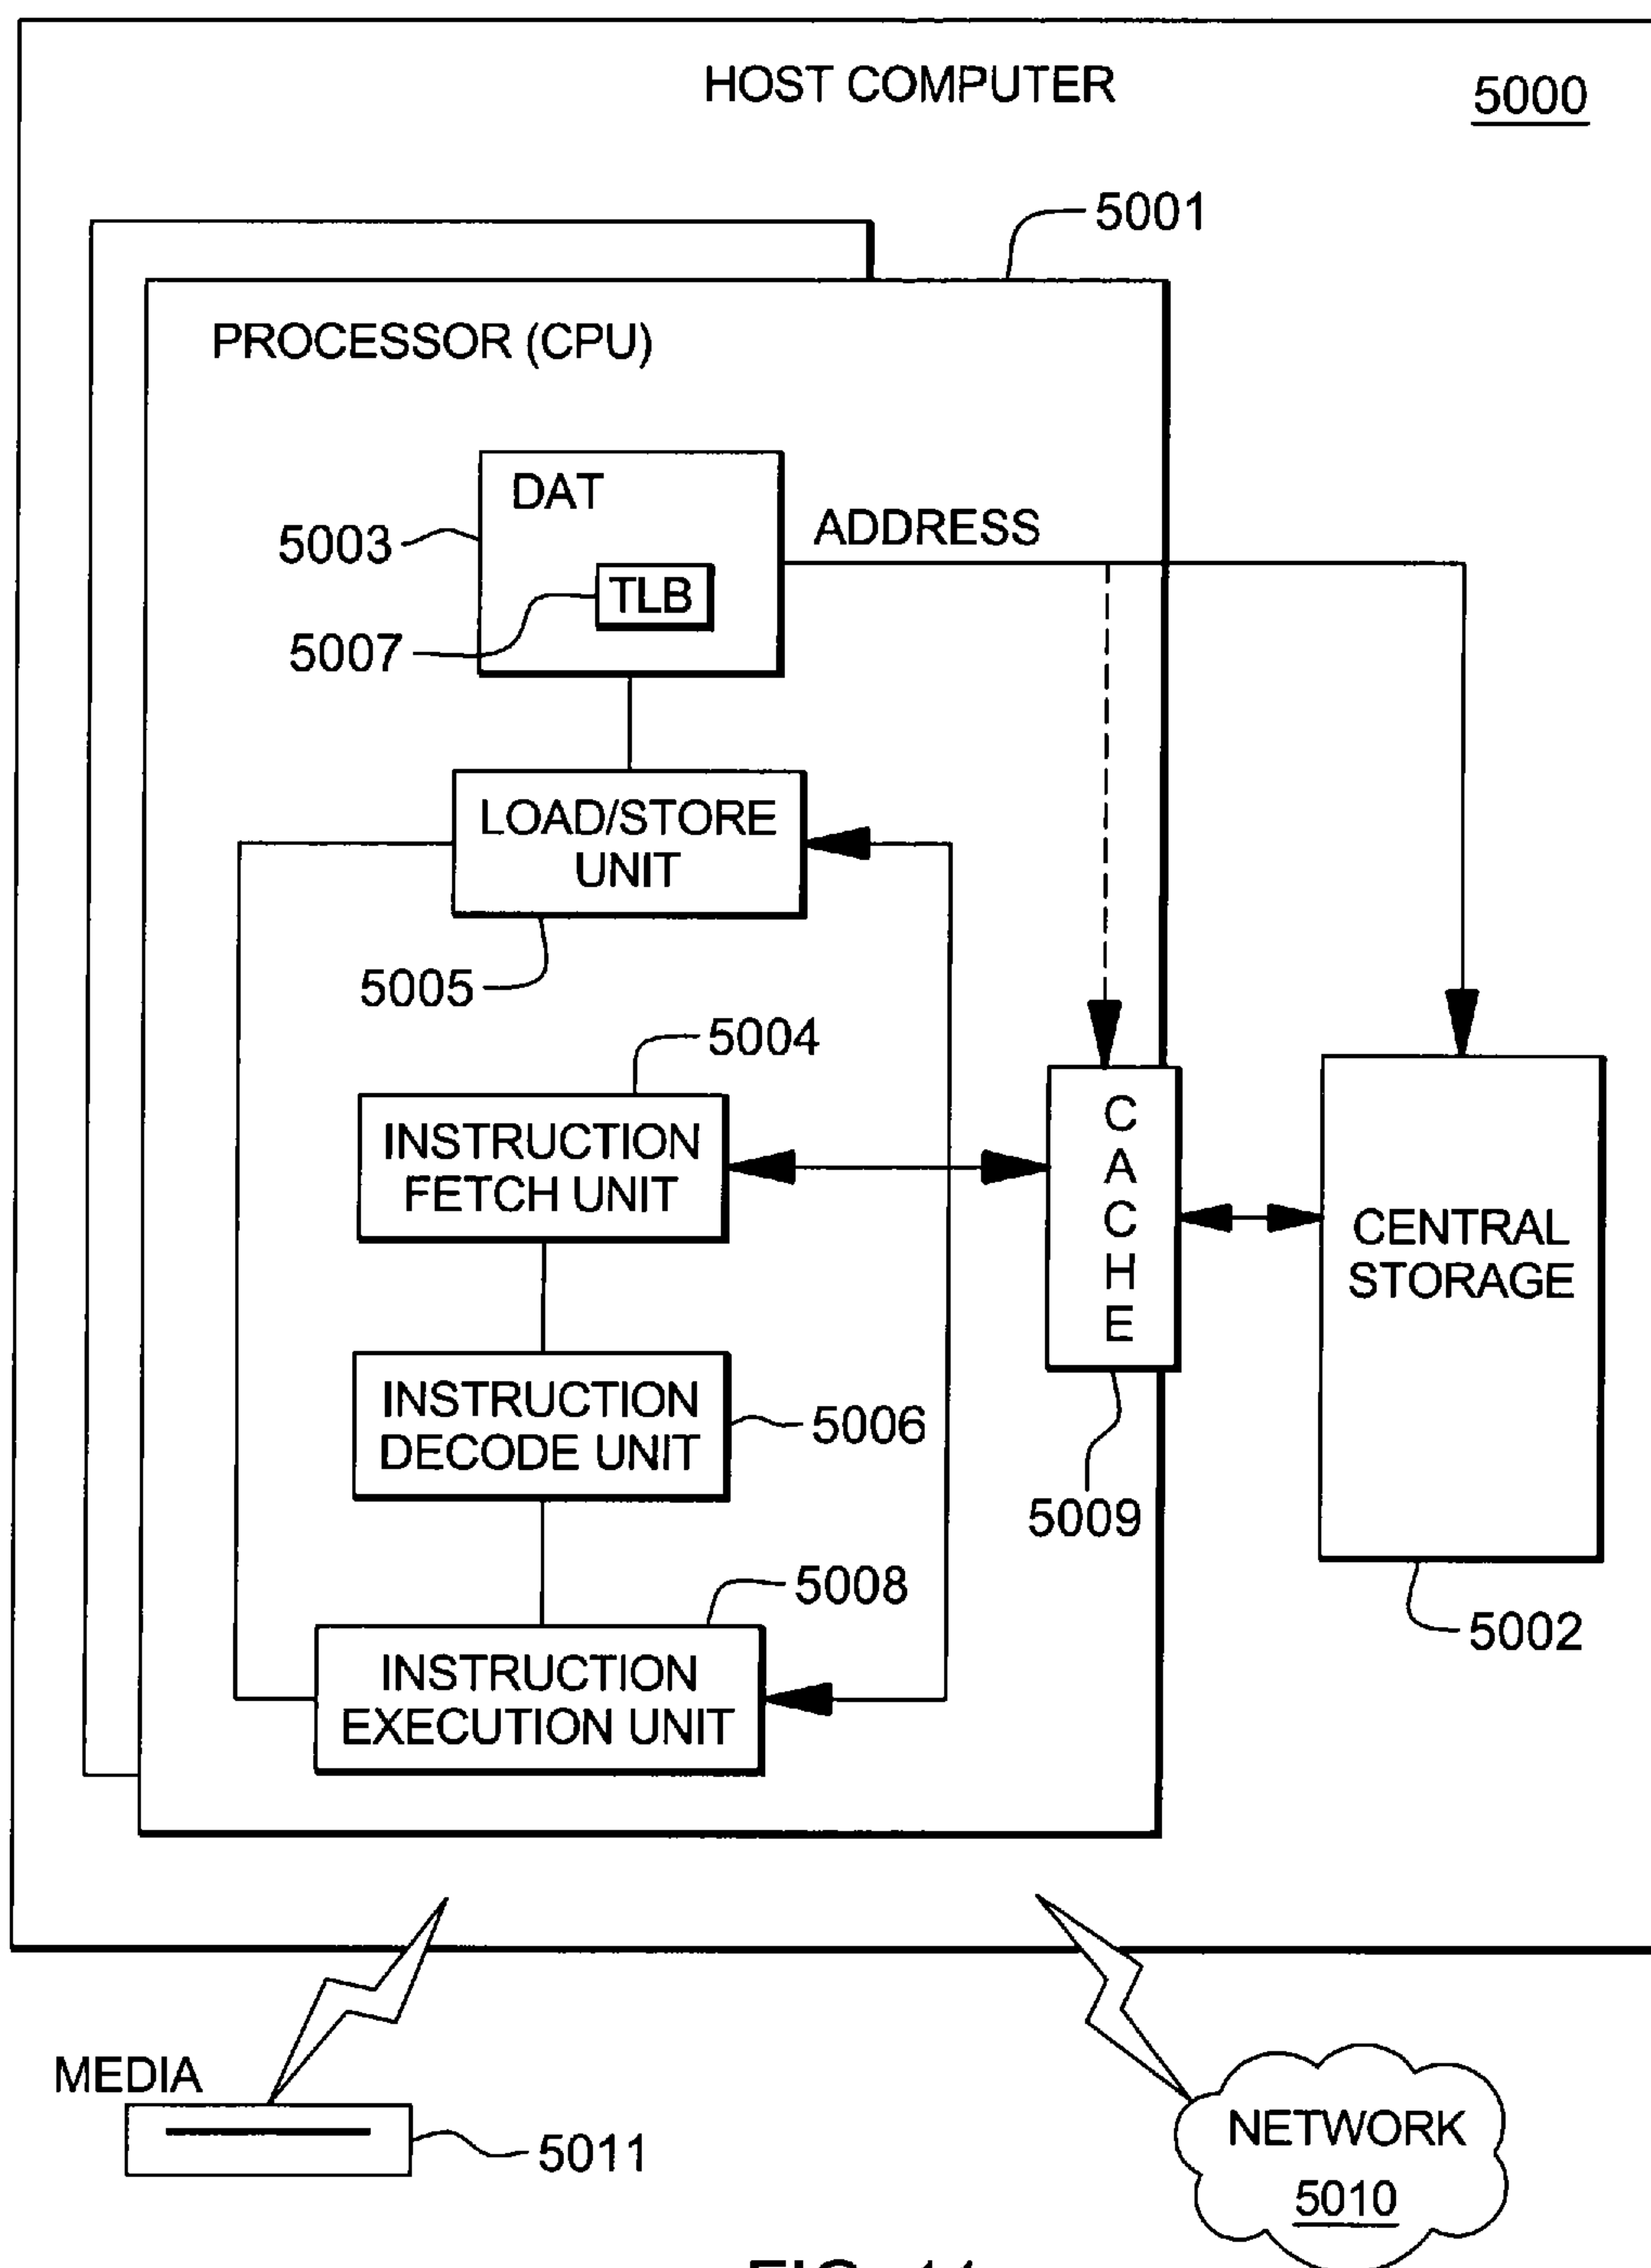 HOST COMPUTER
5000
5001
PROCESSOR (CPU)
DAT
ADDRESS
5003
TLB
5007
LOAD/STORE
UNIT
5005
5004
INSTRUCTION
FETCH UNIT
CACHE
CENTRAL
STORAGE
INSTRUCTION
DECODE UNIT
5006
5009
5008
5002
INSTRUCTION
EXECUTION UNIT
MEDIA
5011
NETWORK
5010